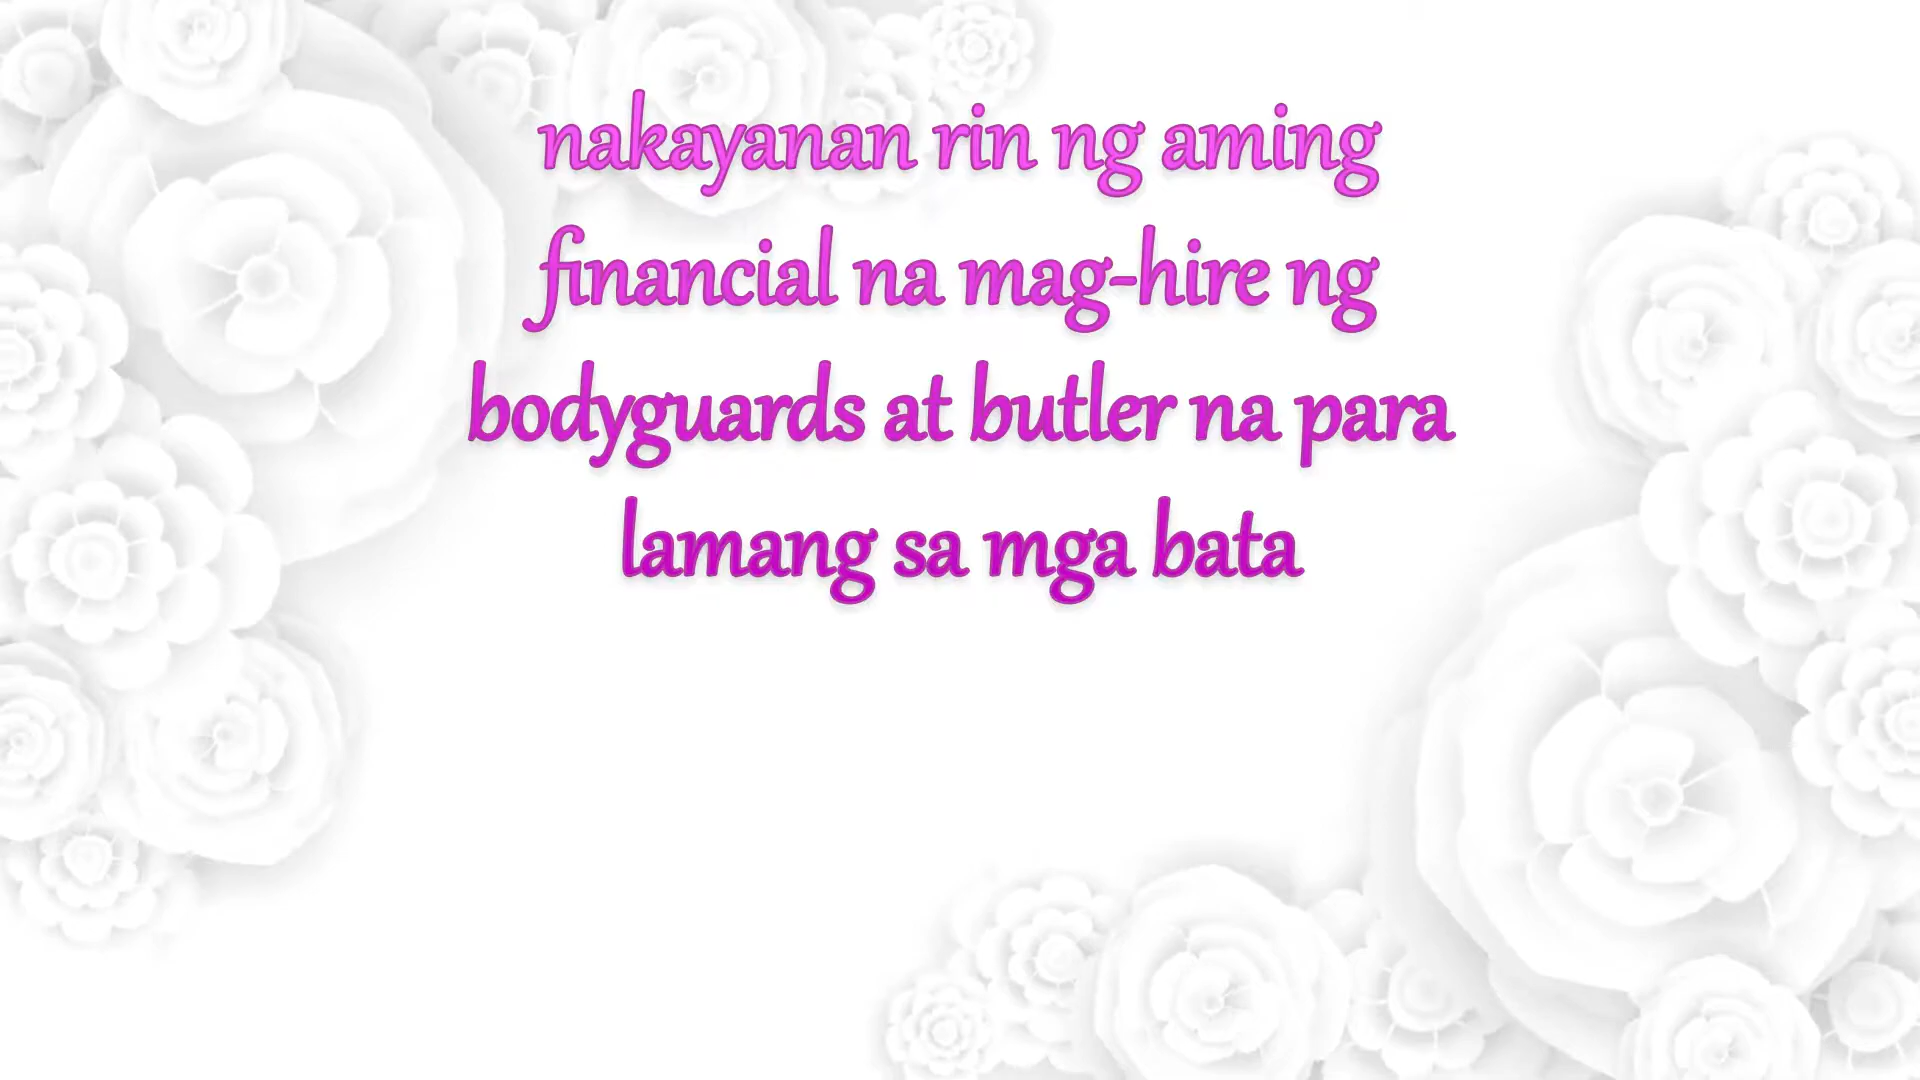 nakayanan rin ng aming
financial na mag-hire ng
bodyguards at butler na para
lamang sa mga bata